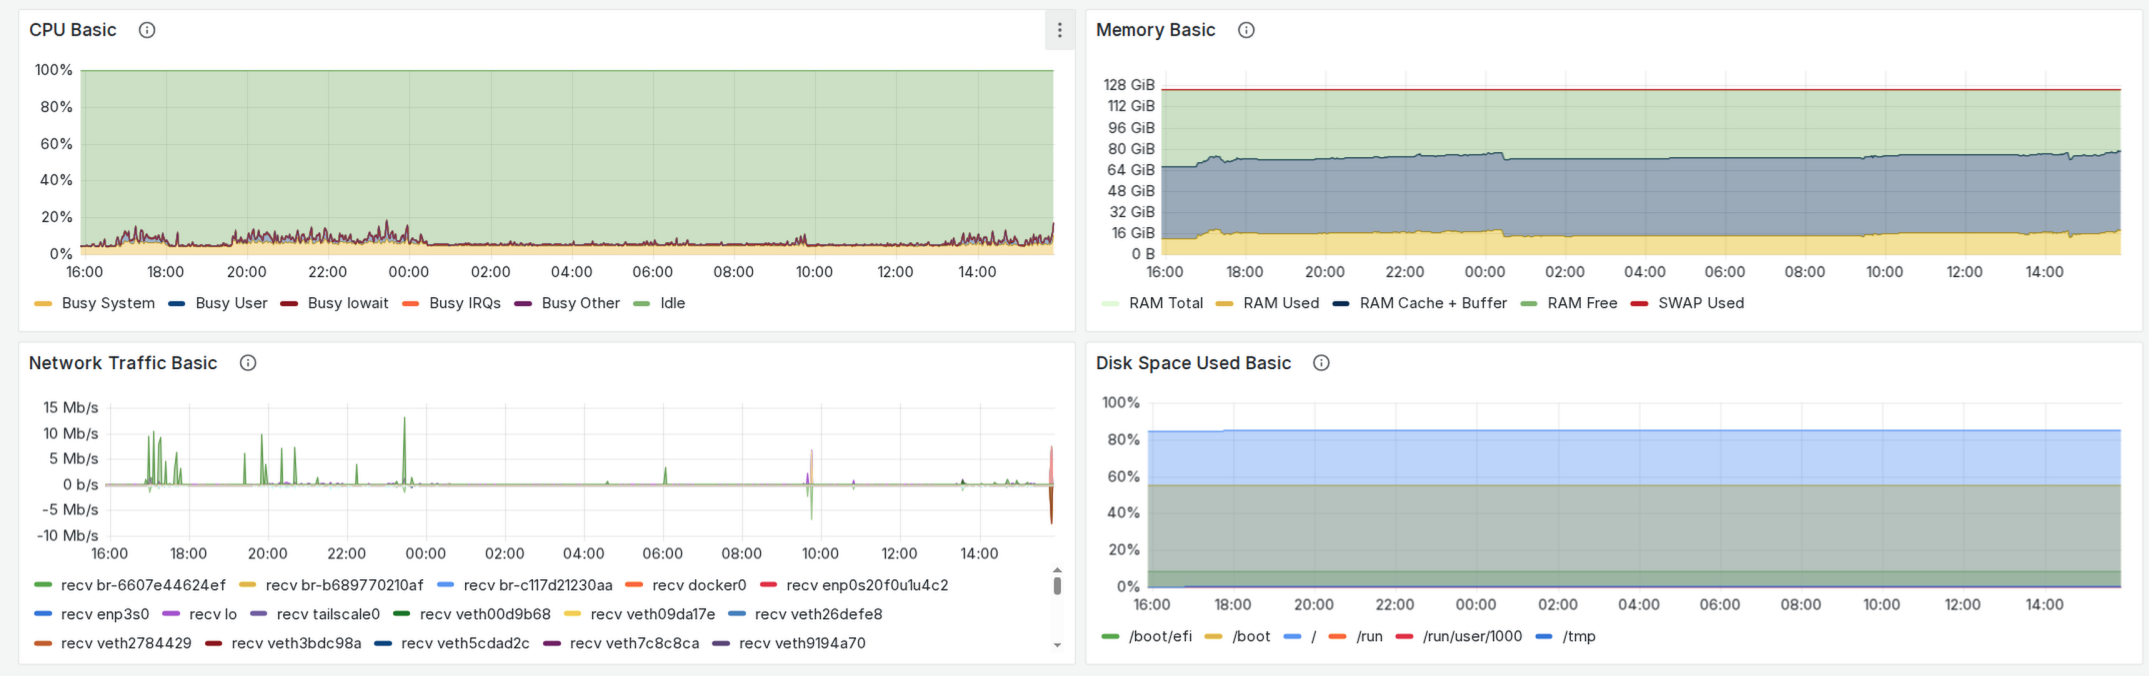 CPU Basic
100%
80%
60%
40%
20%
0%
16:00 18:00 20:00 22:00 00:00 02:00 04:00 06:00 08:00 10:00 12:00 14:00
Busy System Busy User Busy Iowait Busy IRQs Busy Other Idle
Memory Basic
128 GiB
112 GiB
96 GiB
80 GiB
64 GiB
48 GiB
32 GiB
16 GiB
0 B
16:00 18:00 20:00 22:00 00:00 02:00 04:00 06:00 08:00 10:00 12:00 14:00
RAM Total RAM Used RAM Cache + Buffer RAM Free SWAP Used
Network Traffic Basic
15 Mb/s
10 Mb/s
5 Mb/s
0 b/s
-5 Mb/s
-10 Mb/s
16:00 18:00 20:00 22:00 00:00 02:00 04:00 06:00 08:00 10:00 12:00 14:00
recv br-6607e44624ef recv br-b689770210af recv br-c117d21230aa recv docker0 recv enp0s20f0u1u4c2
recv enp3s0 recv lo recv tailscale0 recv veth00d9b68 recv veth09da17e recv veth26defe8
recv veth2784429 recv veth3bdc98a recv veth5cdad2c recv veth7c8c8ca recv veth9194a70
Disk Space Used Basic
100%
80%
60%
40%
20%
0%
16:00 18:00 20:00 22:00 00:00 02:00 04:00 06:00 08:00 10:00 12:00 14:00
/boot/efi /boot / /run /run/user/1000 /tmp